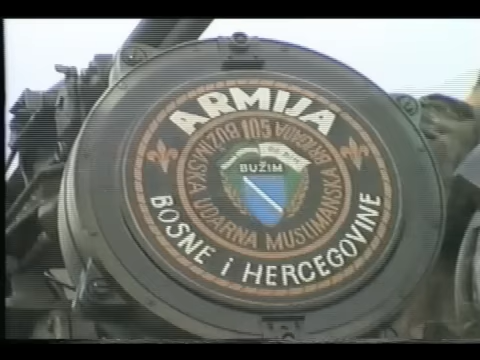 ARMIJA
BOSNE i HERCEGOVINE
505 BUŽIMSKA UDARNA MUSLIMANSKA BRIGADA
BUŽIM